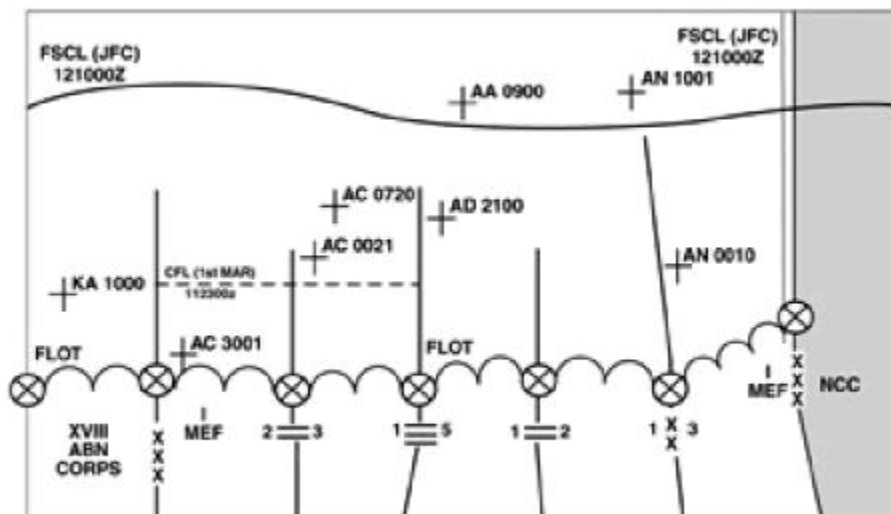 FSCL (JFC)
121000Z
FSCL (JFC)
121000Z
AA 0900
AN 1001
AC 0720
AD 2100
AC 0021
AN 0010
KA 1000
CFL (1st MAR)
112300z
AC 3001
FLOT
FLOT
I
MEF
NCC
XVIII
ABN
CORPS
XXX
I
MEF
2 3
1 5
1 2
1 XX 3
XXX